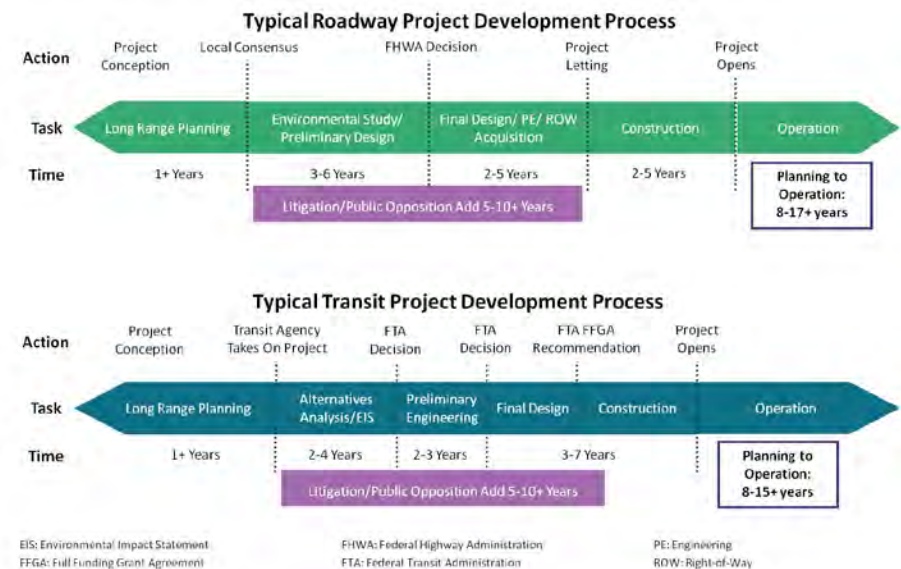 Typical Roadway Project Development Process
Action
Project
Conception
Local Consensus
FHWA Decision
Project
Letting
Project
Opens
Task
Long Range Planning
Environmental Study/
Preliminary Design
Final Design/ PE/ ROW
Acquisition
Construction
Operation
Time
1+ Years
3-6 Years
2-5 Years
2-5 Years
Planning to
Operation:
8-17+ years
Litigation/Public Opposition Add 5-10+ Years
Typical Transit Project Development Process
Action
Project
Conception
Transit Agency
Takes On Project
FTA
Decision
FTA
Decision
FTA FFGA
Recommendation
Project
Opens
Task
Long Range Planning
Alternatives
Analysis/EIS
Preliminary
Engineering
Final Design
Construction
Operation
Time
1+ Years
2-4 Years
2-3 Years
3-7 Years
Planning to
Operation:
8-15+ years
Litigation/Public Opposition Add 5-10+ Years
EIS: Environmental Impact Statement
FHWA: Federal Highway Administration
PE: Engineering
FFGA: Full Funding Grant Agreement
FTA: Federal Transit Administration
ROW: Right-of-Way